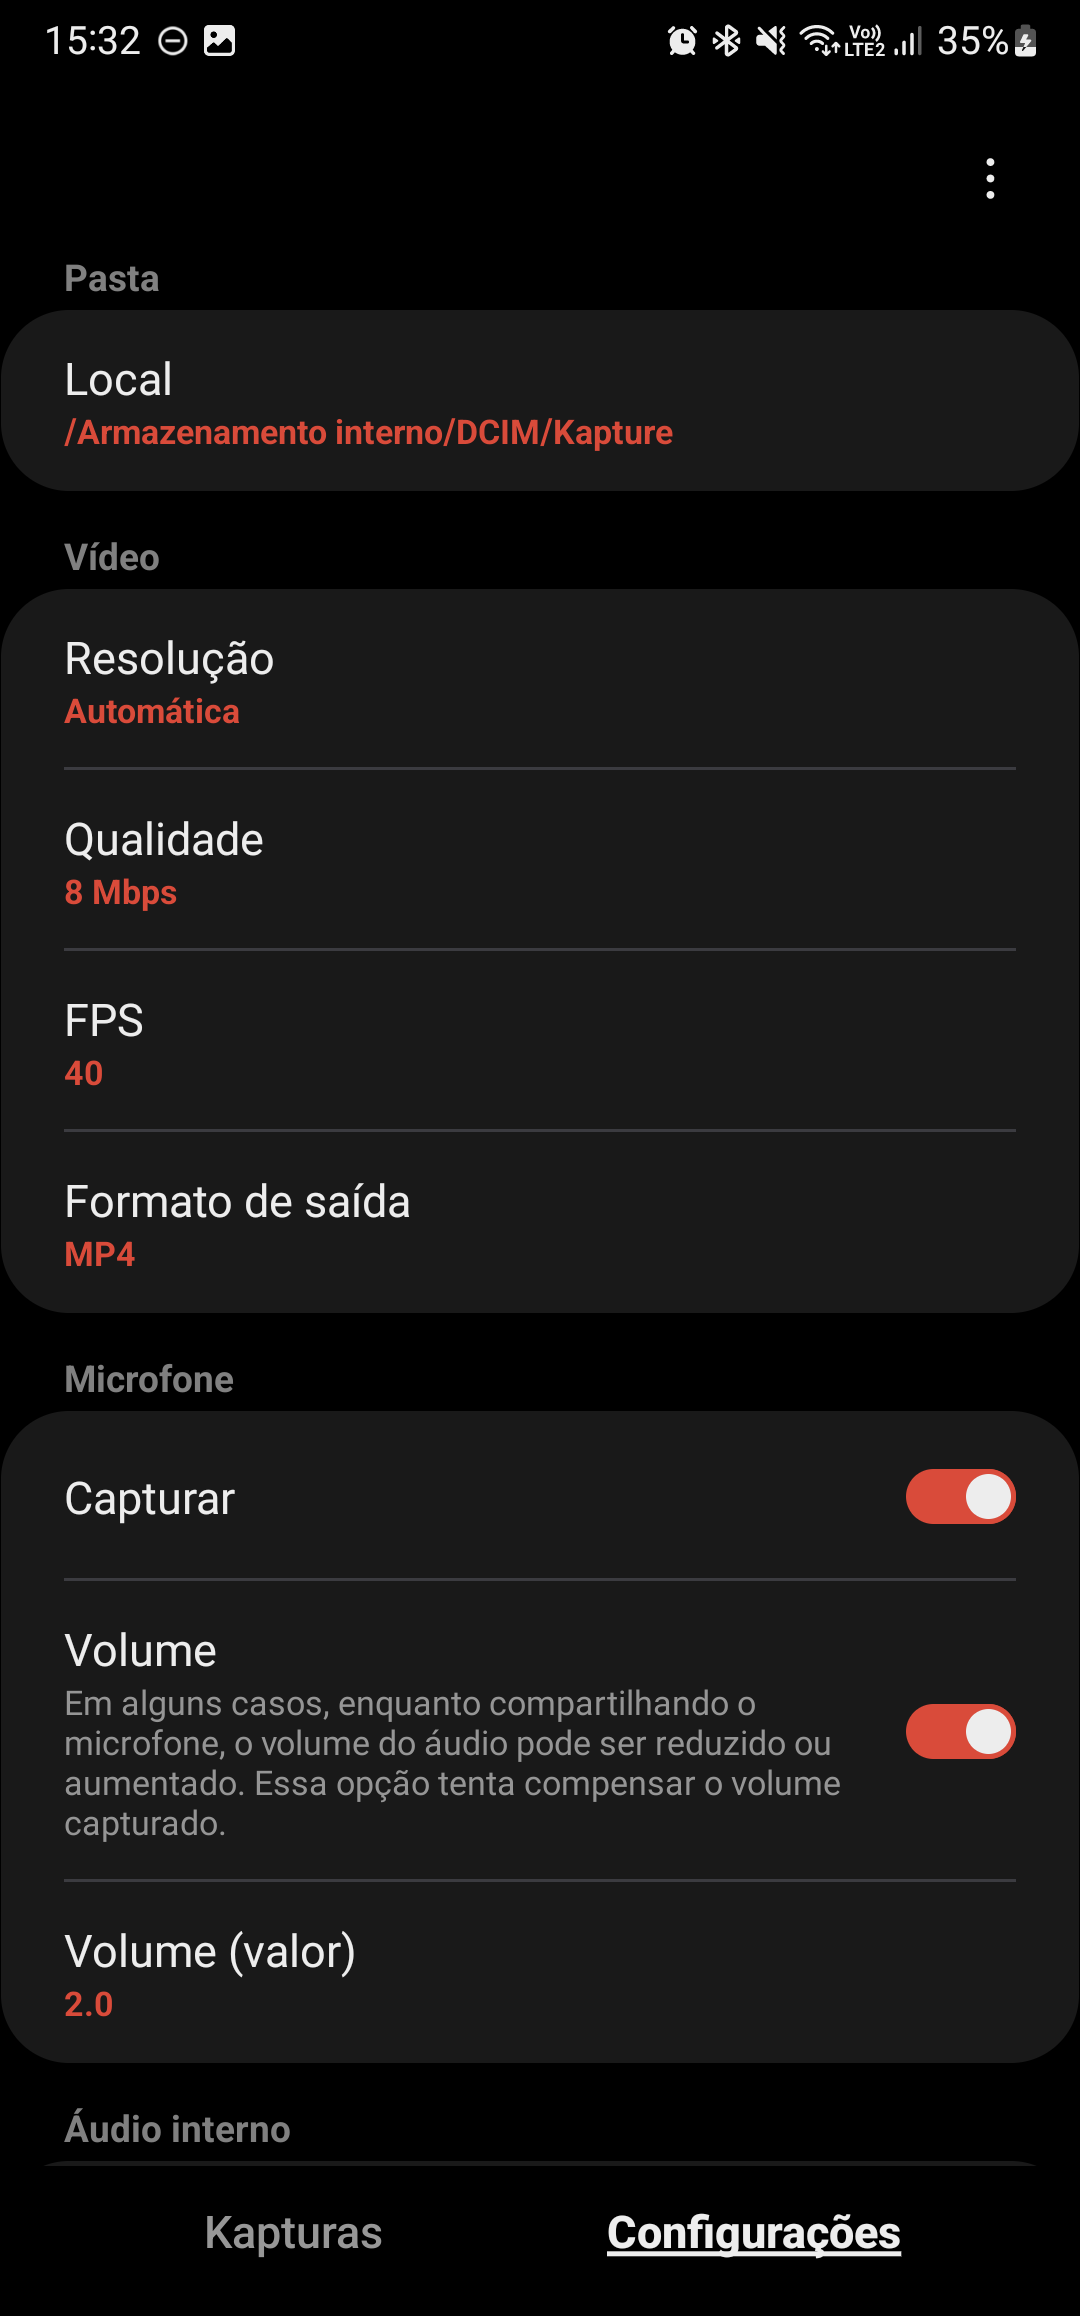 15:32
Vo))
LTE2
35%
Pasta
Local
/Armazenamento interno/DCIM/Kapture
Vídeo
Resolução
Automática
Qualidade
8 Mbps
FPS
40
Formato de saída
MP4
Microfone
Capturar
Volume
Em alguns casos, enquanto compartilhando o
microfone, o volume do áudio pode ser reduzido ou
aumentado. Essa opção tenta compensar o volume
capturado.
Volume (valor)
2.0
Áudio interno
Kapturas
Configurações